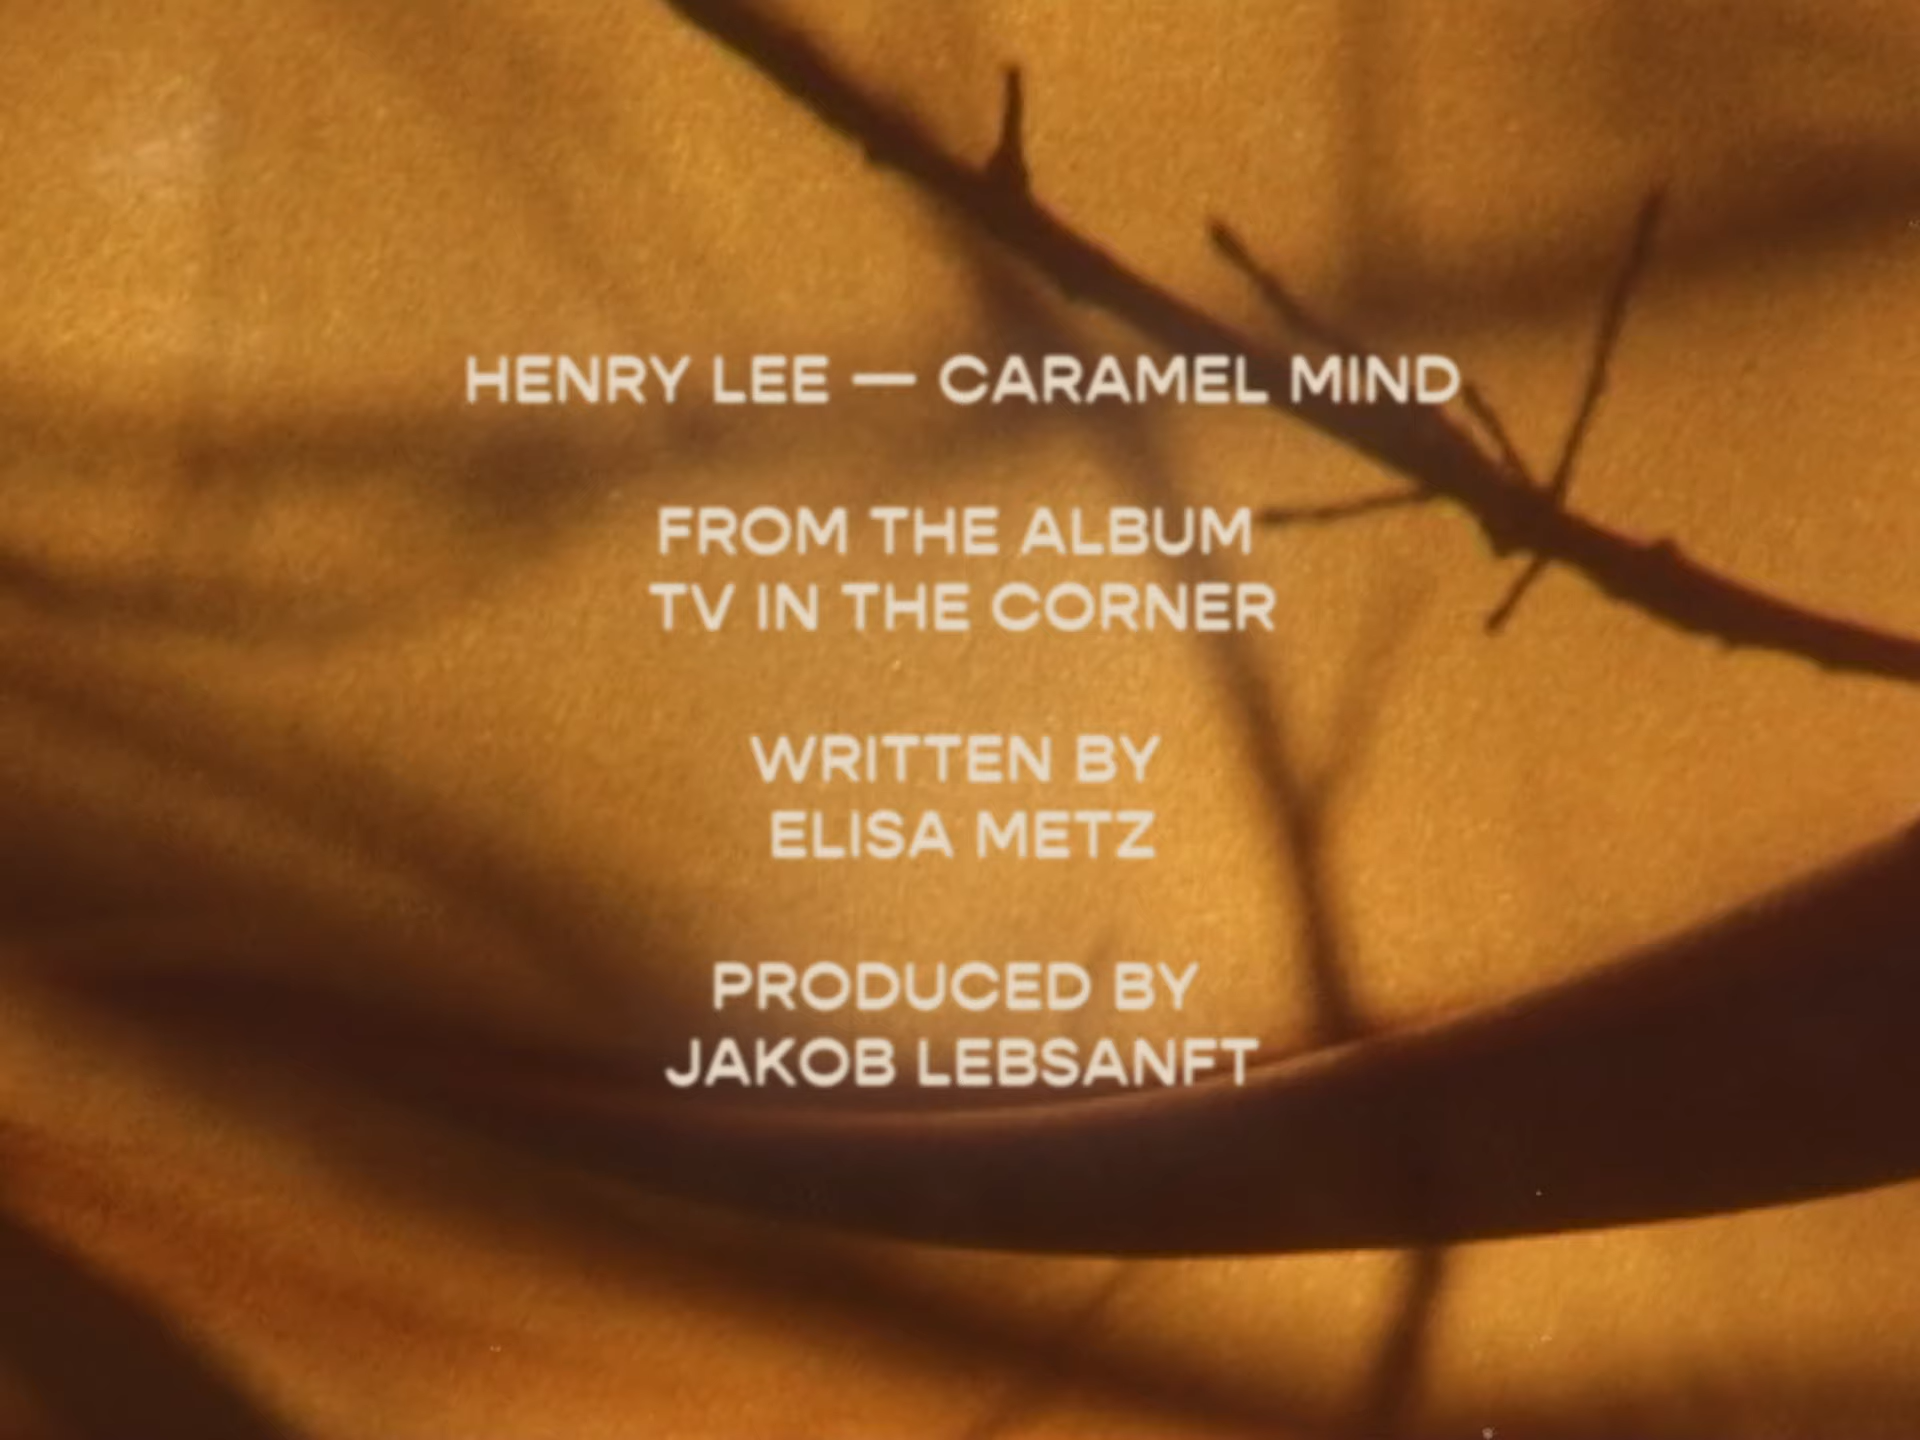 HENRY LEE — CARAMEL MIND
FROM THE ALBUM
TV IN THE CORNER
WRITTEN BY
ELISA METZ
PRODUCED BY
JAKOB LEBSANFT